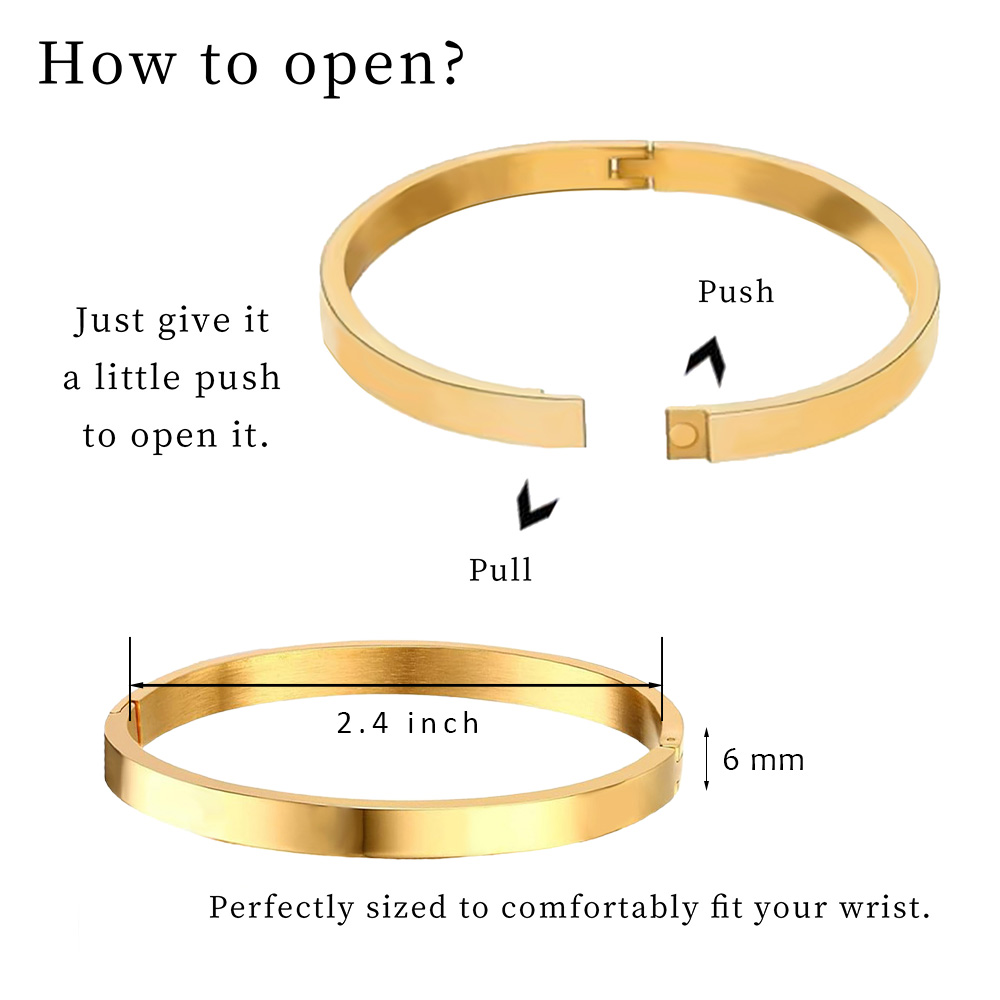 How to open?
Push
Just give it
a little push
to open it.
Pull
2.4 inch
6 mm
Perfectly sized to comfortably fit your wrist.